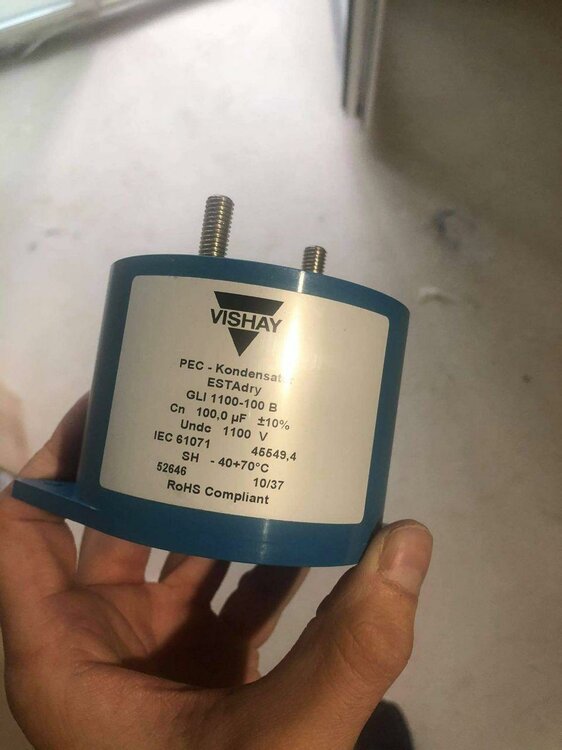 VISHAY
PEC - Kondensator
ESTAdry
GLI 1100-100 B
Cn 100,0 µF ±10%
Undc 1100 V
IEC 61071 45549,4
SH - 40+70°C
52646 10/37
RoHS Compliant